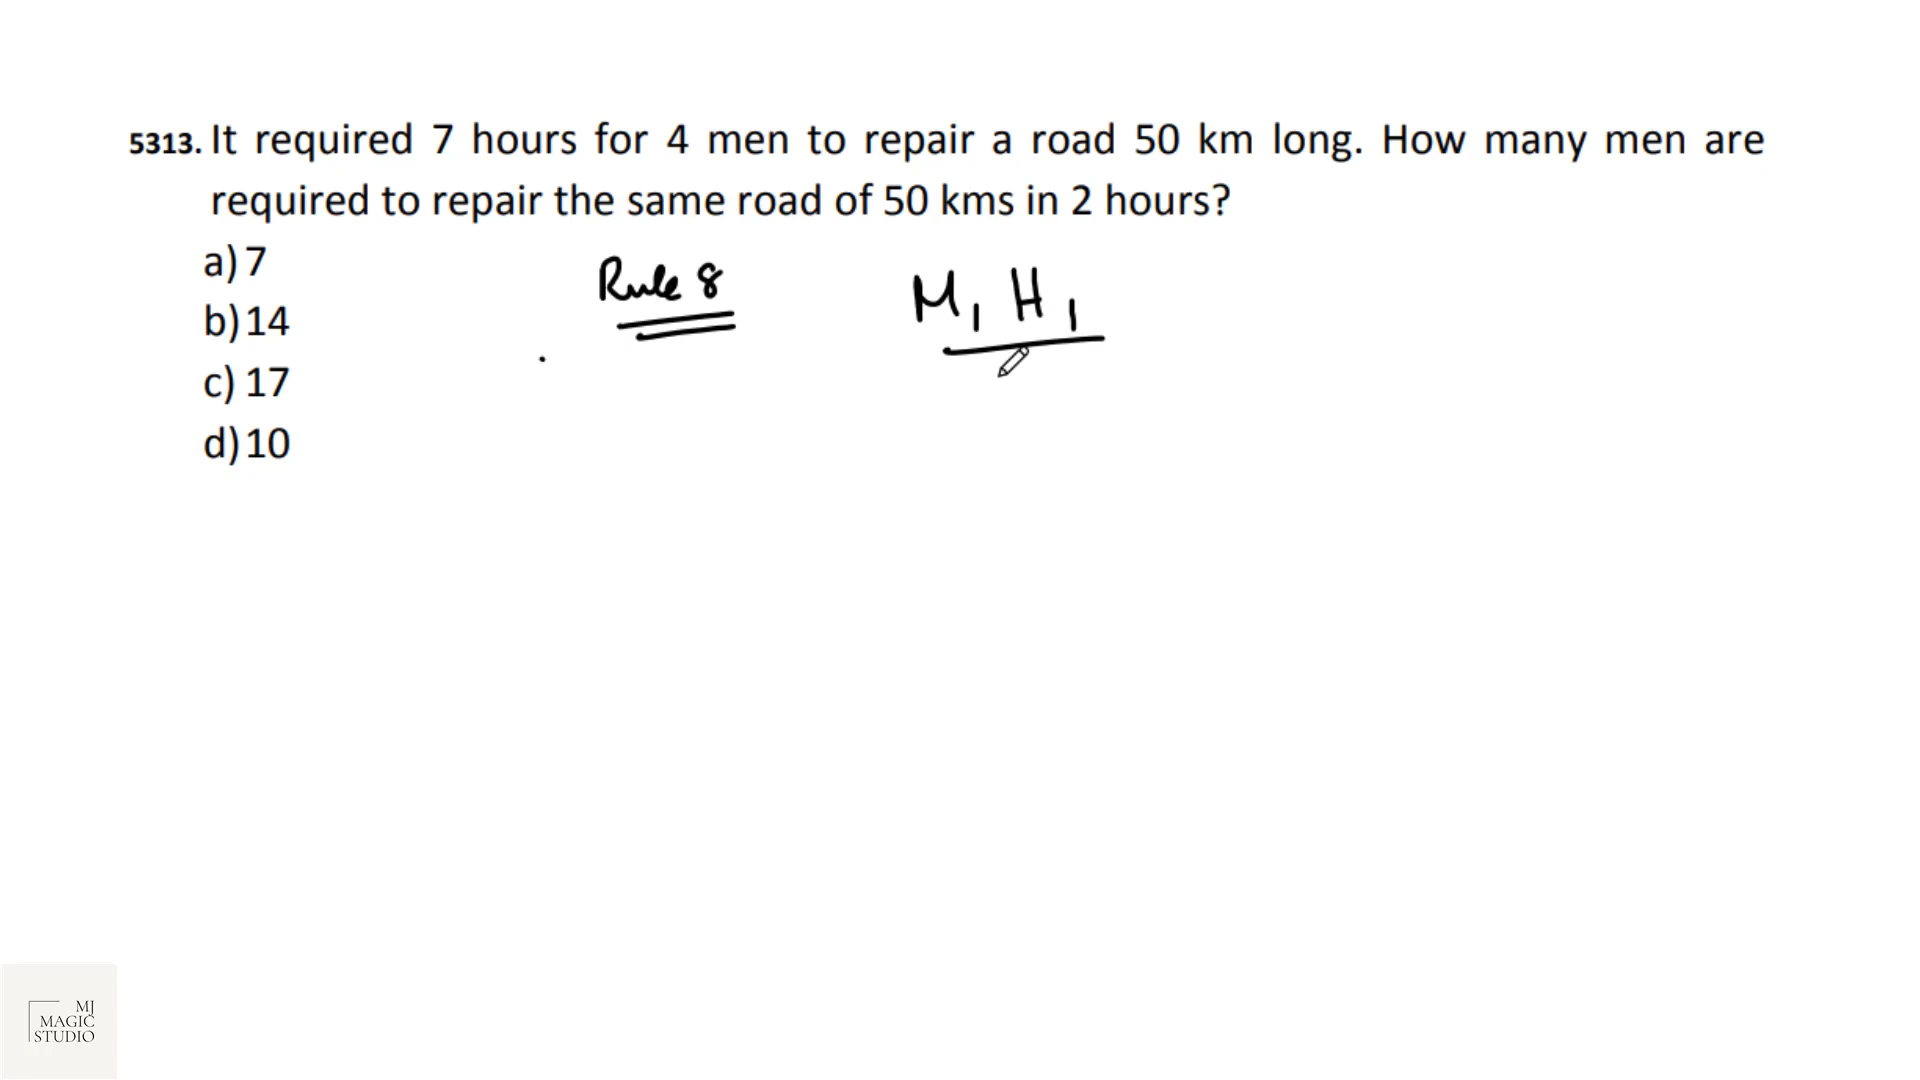 5313. It required 7 hours for 4 men to repair a road 50 km long. How many men are
required to repair the same road of 50 kms in 2 hours?
a) 7
b) 14
c) 17
d) 10
Rule 8
M1 H1
MJ
MAGIC
STUDIO